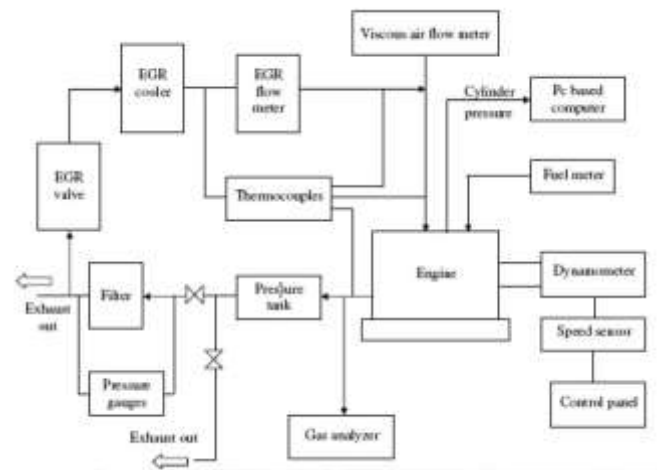 Viscous air flow meter
EGR
cooler
EGR
flow
meter
Cylinder
pressure
Pc based
computer
EGR
valve
Thermocouples
Fuel meter
Engine
Dynamometer
Exhaust
out
Filter
Pressure
tank
Speed sensor
Pressure
gauges
Control panel
Exhaust out
Gas analyzer